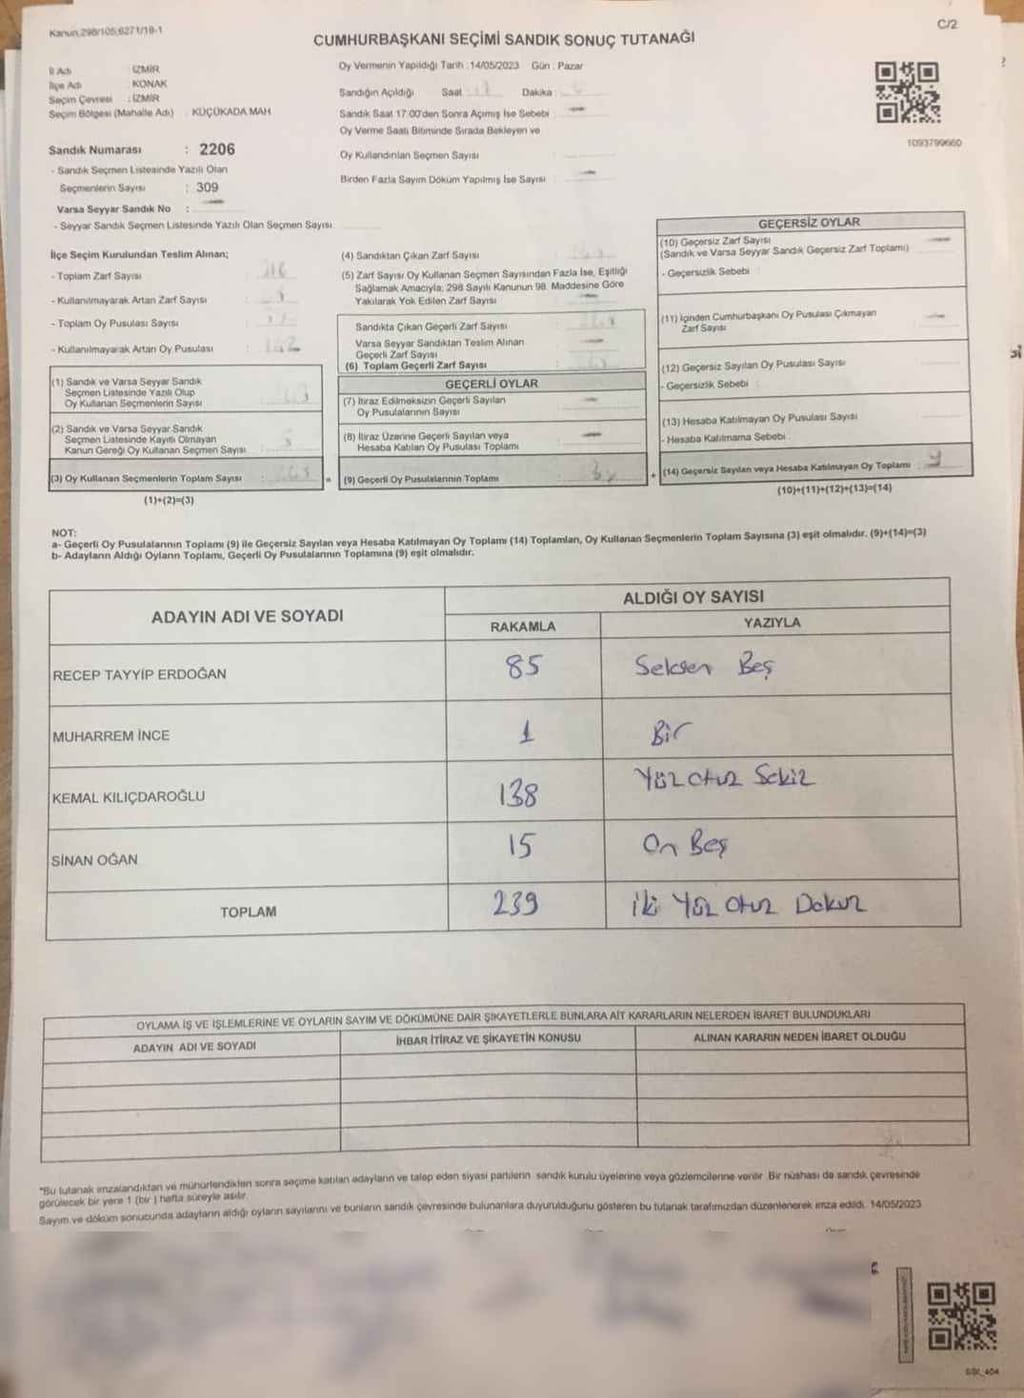 Kanun,298/105,6271/18-1
C/2
CUMHURBAŞKANI SEÇİMİ SANDIK SONUÇ TUTANAĞI
İl Adı : İZMİR
İlçe Adı : KONAK
Seçim Çevresi : İZMİR
Seçim Bölgesi (Mahalle Adı) : KÜÇÜKADA MAH
Sandık Numarası : 2206
- Sandık Seçmen Listesinde Yazılı Olan
Seçmenlerin Sayısı : 309
Varsa Seyyar Sandık No :
- Seyyar Sandık Seçmen Listesinde Yazılı Olan Seçmen Sayısı
Oy Vermenin Yapıldığı Tarih :14/05/2023 Gün : Pazar
Sandığın Açıldığı Saat Dakika :
Sandık Saat 17:00'den Sonra Açımış İse Sebebi
Oy Verme Saati Bitiminde Sırada Bekleyen ve
Oy Kullandırılan Seçmen Sayısı
Birden Fazla Sayım Döküm Yapılmış İse Sayısı
1093799660
İlçe Seçim Kurulundan Teslim Alınan;
- Toplam Zarf Sayısı
- Kullanılmayarak Artan Zarf Sayısı
- Toplam Oy Pusulası Sayısı
- Kullanılmayarak Artan Oy Pusulası
(1) Sandık ve Varsa Seyyar Sandık
Seçmen Listesinde Yazılı Olup
Oy Kullanan Seçmenlerin Sayısı
(2) Sandık ve Varsa Seyyar Sandık
Seçmen Listesinde Kayıtlı Olmayan
Kanun Gereği Oy Kullanan Seçmen Sayısı
(3) Oy Kullanan Seçmenlerin Toplam Sayısı
(1)+(2)=(3)
(4) Sandıktan Çıkan Zarf Sayısı
(5) Zarf Sayısı Oy Kullanan Seçmen Sayısından Fazla İse, Eşitliği
Sağlamak Amacıyla; 298 Sayılı Kanunun 98. Maddesine Göre
Yakılarak Yok Edilen Zarf Sayısı
Sandıkta Çıkan Geçerli Zarf Sayısı
Varsa Seyyar Sandıktan Teslim Alınan
Geçerli Zarf Sayısı
(6) Toplam Geçerli Zarf Sayısı
GEÇERLİ OYLAR
(7) İtiraz Edilmeksizin Geçerli Sayılan
Oy Pusulalarının Sayısı
(8) İtiraz Üzerine Geçerli Sayılan veya
Hesaba Katılan Oy Pusulası Toplamı
(9) Geçerli Oy Pusulalarının Toplamı
GEÇERSİZ OYLAR
(10) Geçersiz Zarf Sayısı
(Sandık ve Varsa Seyyar Sandık Geçersiz Zarf Toplamı)
- Geçersizlik Sebebi
(11) İçinden Cumhurbaşkanı Oy Pusulası Çıkmayan
Zarf Sayısı
(12) Geçersiz Sayılan Oy Pusulası Sayısı
- Geçersizlik Sebebi
(13) Hesaba Katılmayan Oy Pusulası Sayısı
- Hesaba Katılmama Sebebi
(14) Geçersiz Sayılan veya Hesaba Katılmayan Oy Toplamı
(10)+(11)+(12)+(13)=(14)
NOT:
a- Geçerli Oy Pusulalarının Toplamı (9) ile Geçersiz Sayılan veya Hesaba Katılmayan Oy Toplamı (14) Toplamları, Oy Kullanan Seçmenlerin Toplam Sayısına (3) eşit olmalıdır. (9)+(14)=(3)
b- Adayların Aldığı Oyların Toplamı, Geçerli Oy Pusulalarının Toplamına (9) eşit olmalıdır.
ADAYIN ADI VE SOYADI ALDIĞI OY SAYISI
RAKAMLA YAZIYLA
RECEP TAYYİP ERDOĞAN 85 Seksen Beş
MUHARREM İNCE 1 Bir
KEMAL KILIÇDAROĞLU 138 Yüz Otuz Sekiz
SİNAN OĞAN 15 On Beş
TOPLAM 239 İki Yüz Otuz Dokuz
OYLAMA İŞ VE İŞLEMLERİNE VE OYLARIN SAYIM VE DÖKÜMÜNE DAİR ŞİKAYETLERLE BUNLARA AİT KARARLARIN NELERDEN İBARET BULUNDUKLARI
ADAYIN ADI VE SOYADI İHBAR İTİRAZ VE ŞİKAYETİN KONUSU ALINAN KARARIN NEDEN İBARET OLDUĞU
*Bu tutanak imzalandıktan ve mühürlendikten sonra seçime katılan adayların ve talep eden siyasi partilerin sandık kurulu üyelerine veya gözlemcilerine verilir. Bir nüshası da sandık çevresinde
görülecek bir yere 1 (bir ) hafta süreyle asılır.
Sayım ve döküm sonucunda adayların aldığı oyların sayılarını ve bunların sandık çevresinde bulunanlara duyurulduğunu gösteren bu tutanak tarafımızdan düzenlenerek imza edildi. 14/05/2023